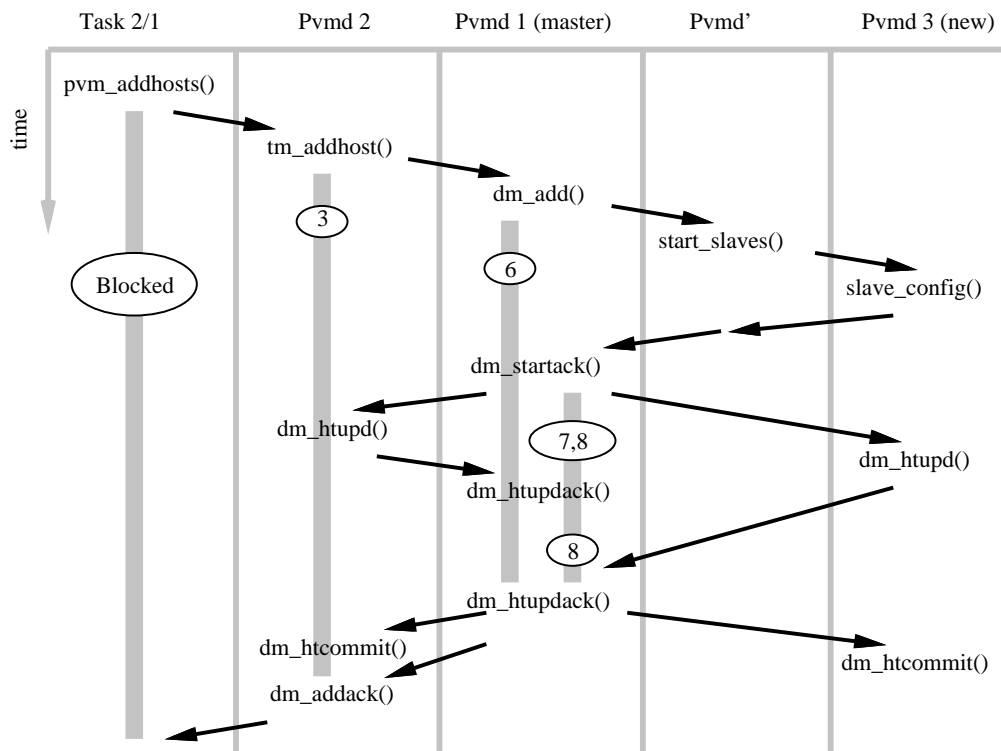 Task 2/1 Pvmd 2 Pvmd 1 (master) Pvmd' Pvmd 3 (new)
time
pvm_addhosts()
tm_addhost()
dm_add()
3
start_slaves()
6
Blocked
slave_config()
dm_startack()
dm_htupd()
7,8
dm_htupd()
dm_htupdack()
8
dm_htupdack()
dm_htcommit()
dm_htcommit()
dm_addack()